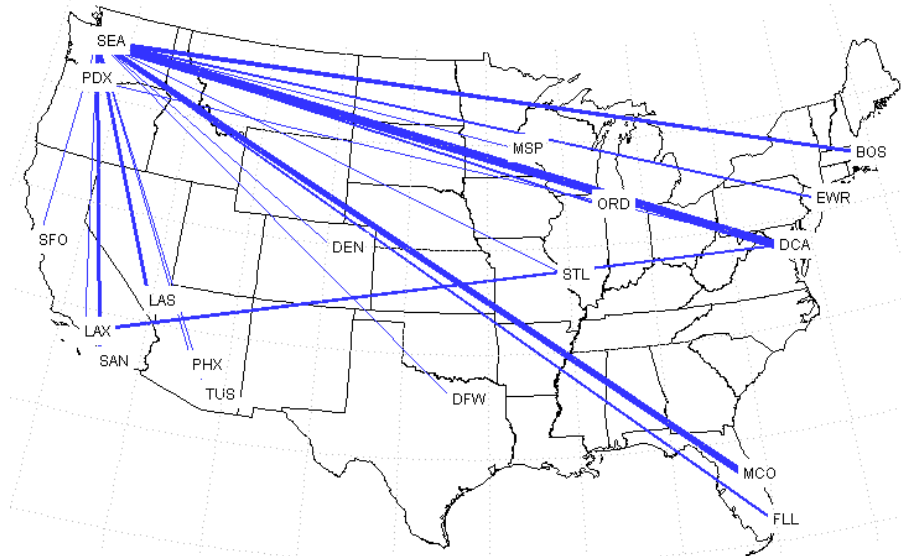 SEA
PDX
MSP
BOS
EWR
ORD
SFO
DEN
DCA
STL
LAS
LAX
SAN
PHX
TUS
DFW
MCO
FLL